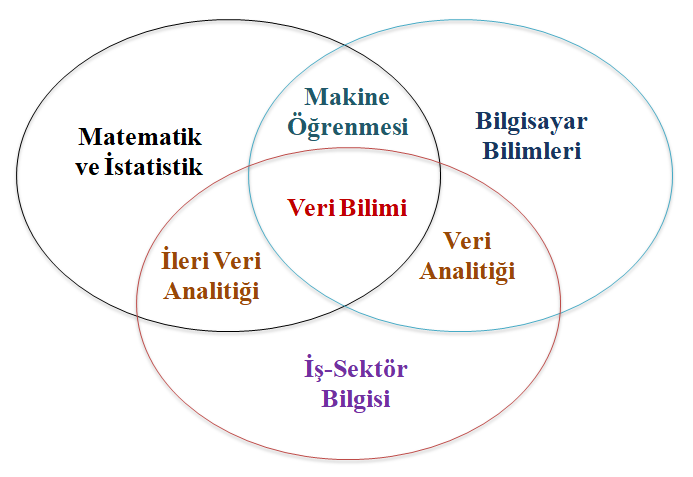 Makine
Öğrenmesi
Matematik
ve İstatistik
Bilgisayar
Bilimleri
Veri Bilimi
İleri Veri
Analitiği
Veri
Analitiği
İş-Sektör
Bilgisi